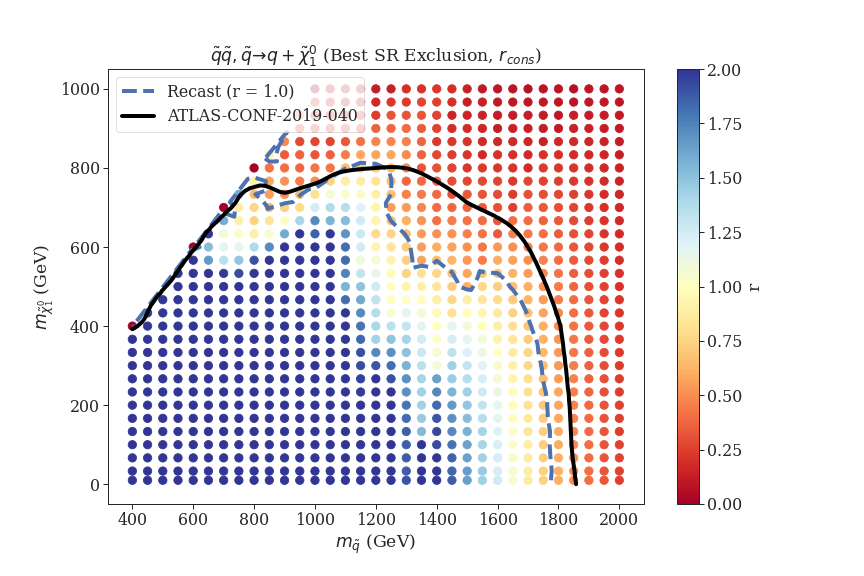 q̃q̃, q̃→q + χ̃₁⁰ (Best SR Exclusion, r_cons)
Recast (r = 1.0)
ATLAS-CONF-2019-040
m_χ̃₁⁰ (GeV)
1000
800
600
400
200
0
400 600 800 1000 1200 1400 1600 1800 2000
m_q̃ (GeV)
2.00
1.75
1.50
1.25
1.00
0.75
0.50
0.25
0.00
r